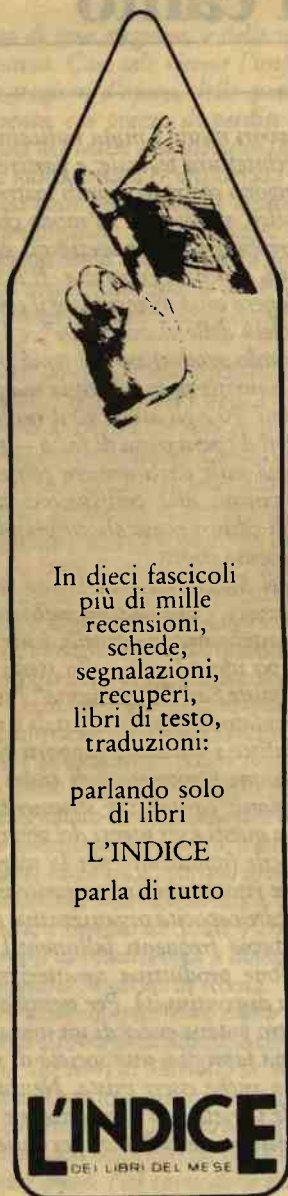 In dieci fascicoli
più di mille
recensioni,
schede,
segnalazioni,
recuperi,
libri di testo,
traduzioni:
parlando solo
di libri
L'INDICE
parla di tutto
L'INDICE
DEI LIBRI DEL MESE